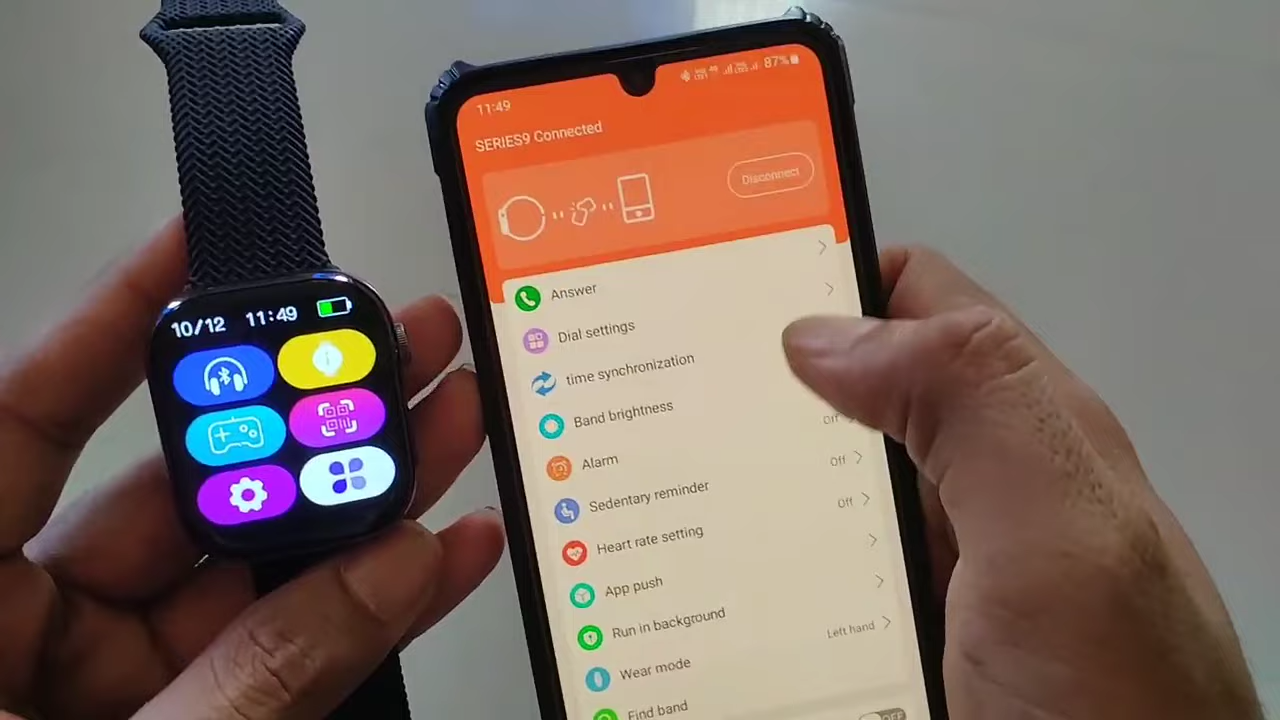 10/12 11:49
11:49 87%
SERIES9 Connected
Disconnect
Answer
Dial settings
time synchronization
Band brightness
Alarm Off
Sedentary reminder Off
Heart rate setting Off
App push
Run in background
Wear mode Left hand
Find band OFF